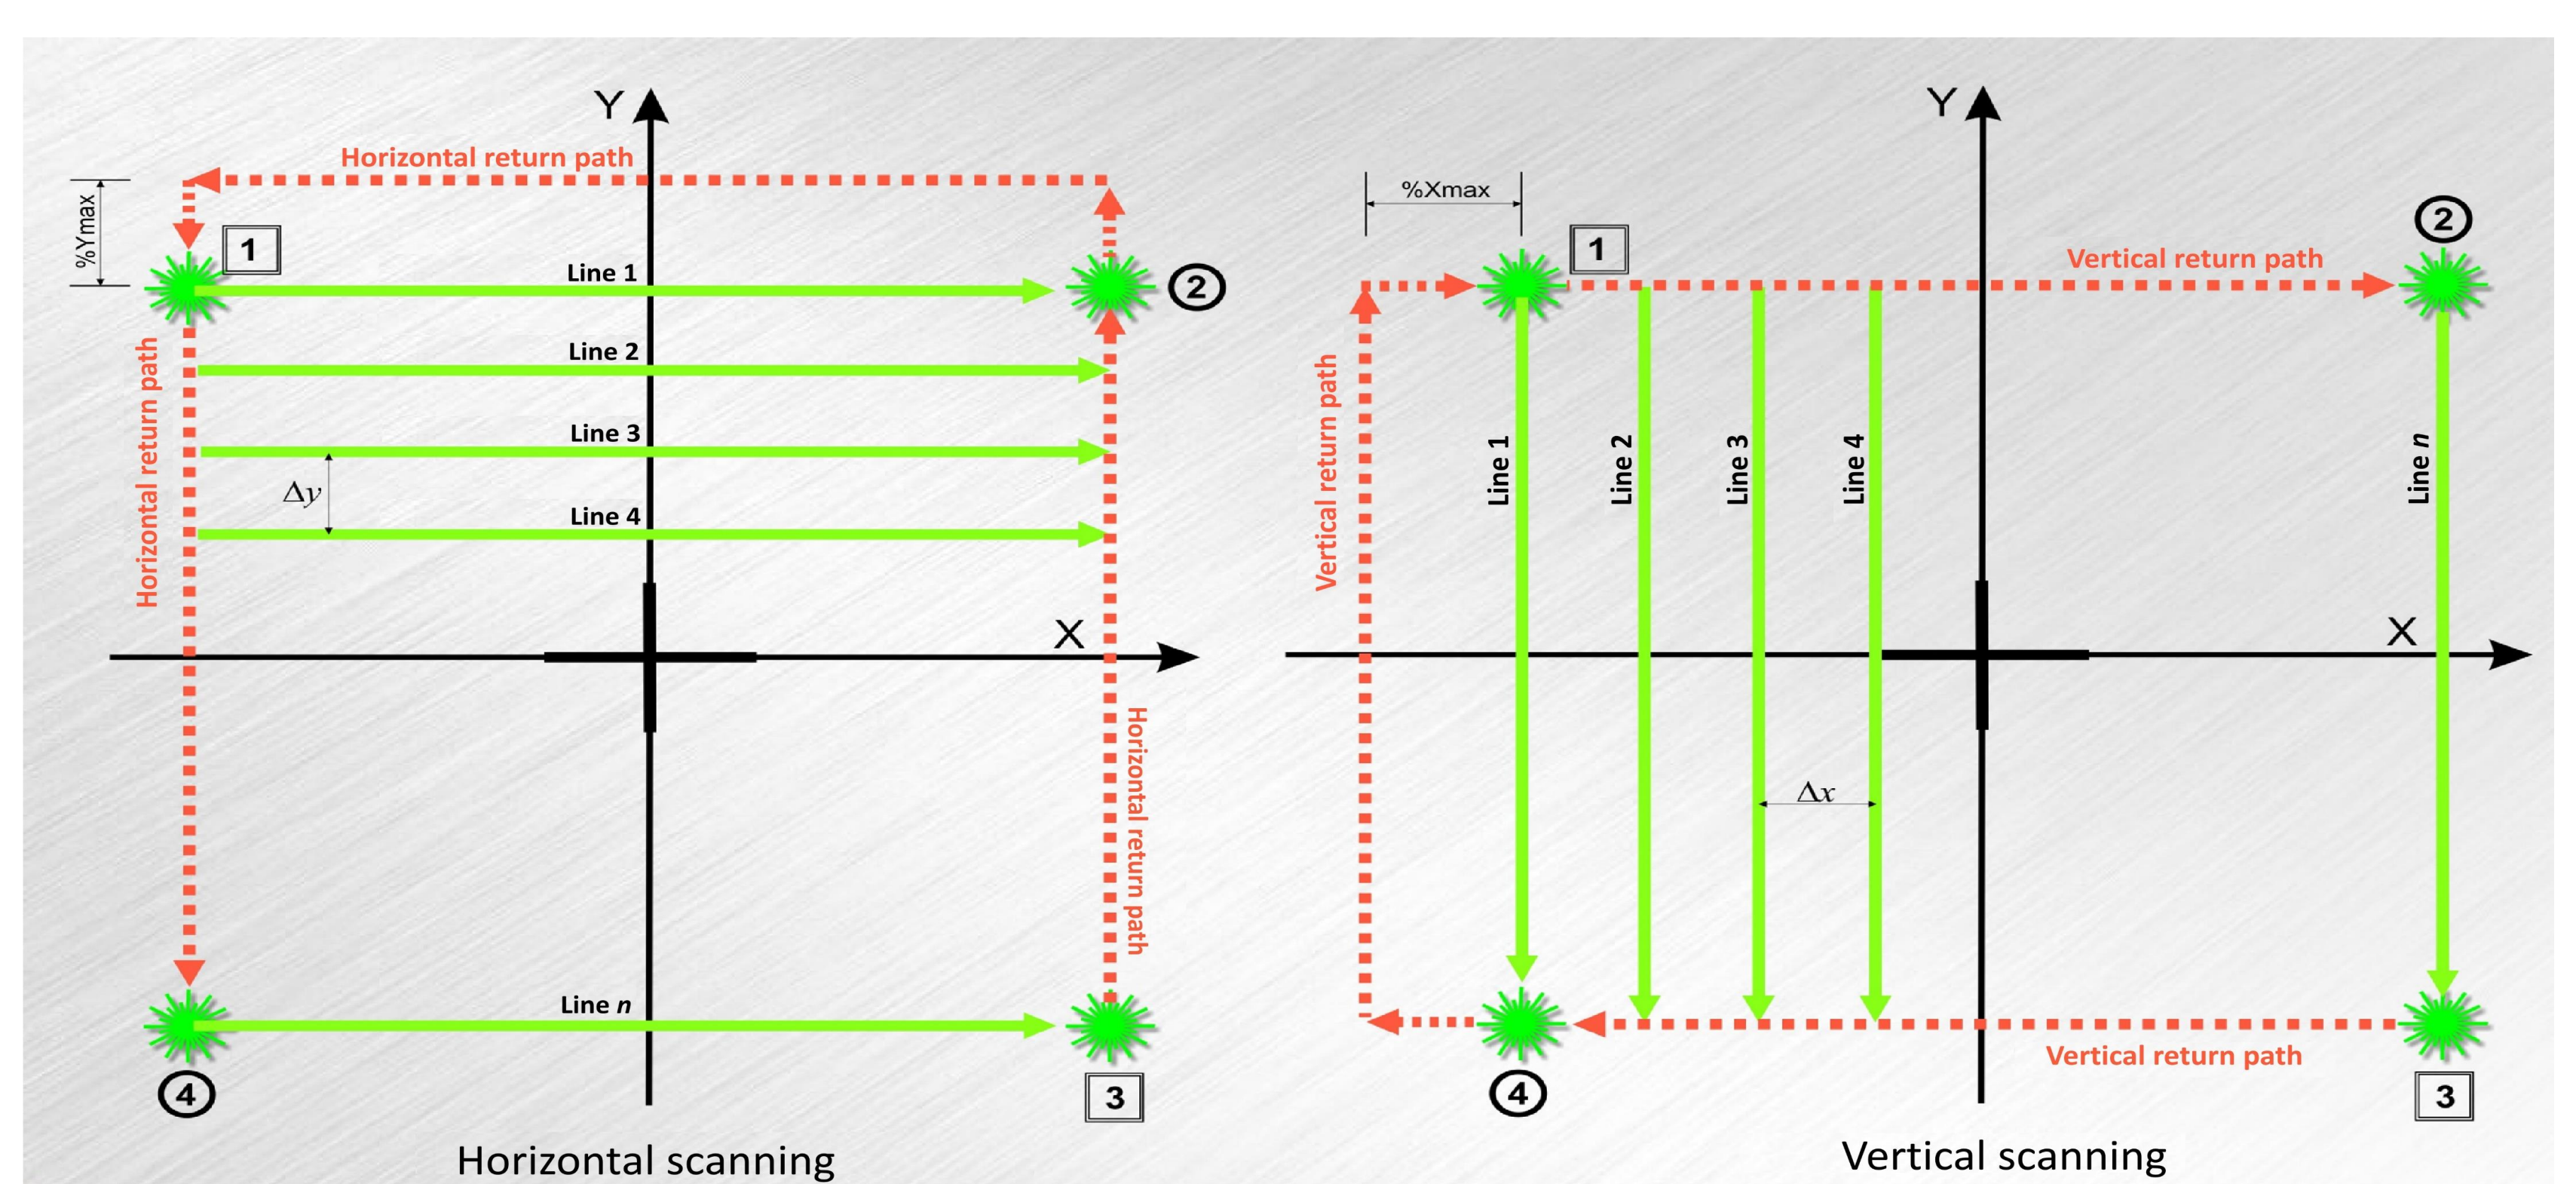 Y
Horizontal return path
%Ymax
1
2
Line 1
Line 2
Line 3
Δy
Line 4
Horizontal return path
X
Horizontal return path
Line n
4
3
Horizontal scanning
Y
%Xmax
1
2
Vertical return path
Vertical return path
Line 1
Line 2
Line 3
Line 4
Line n
X
Δx
Vertical return path
4
3
Vertical scanning